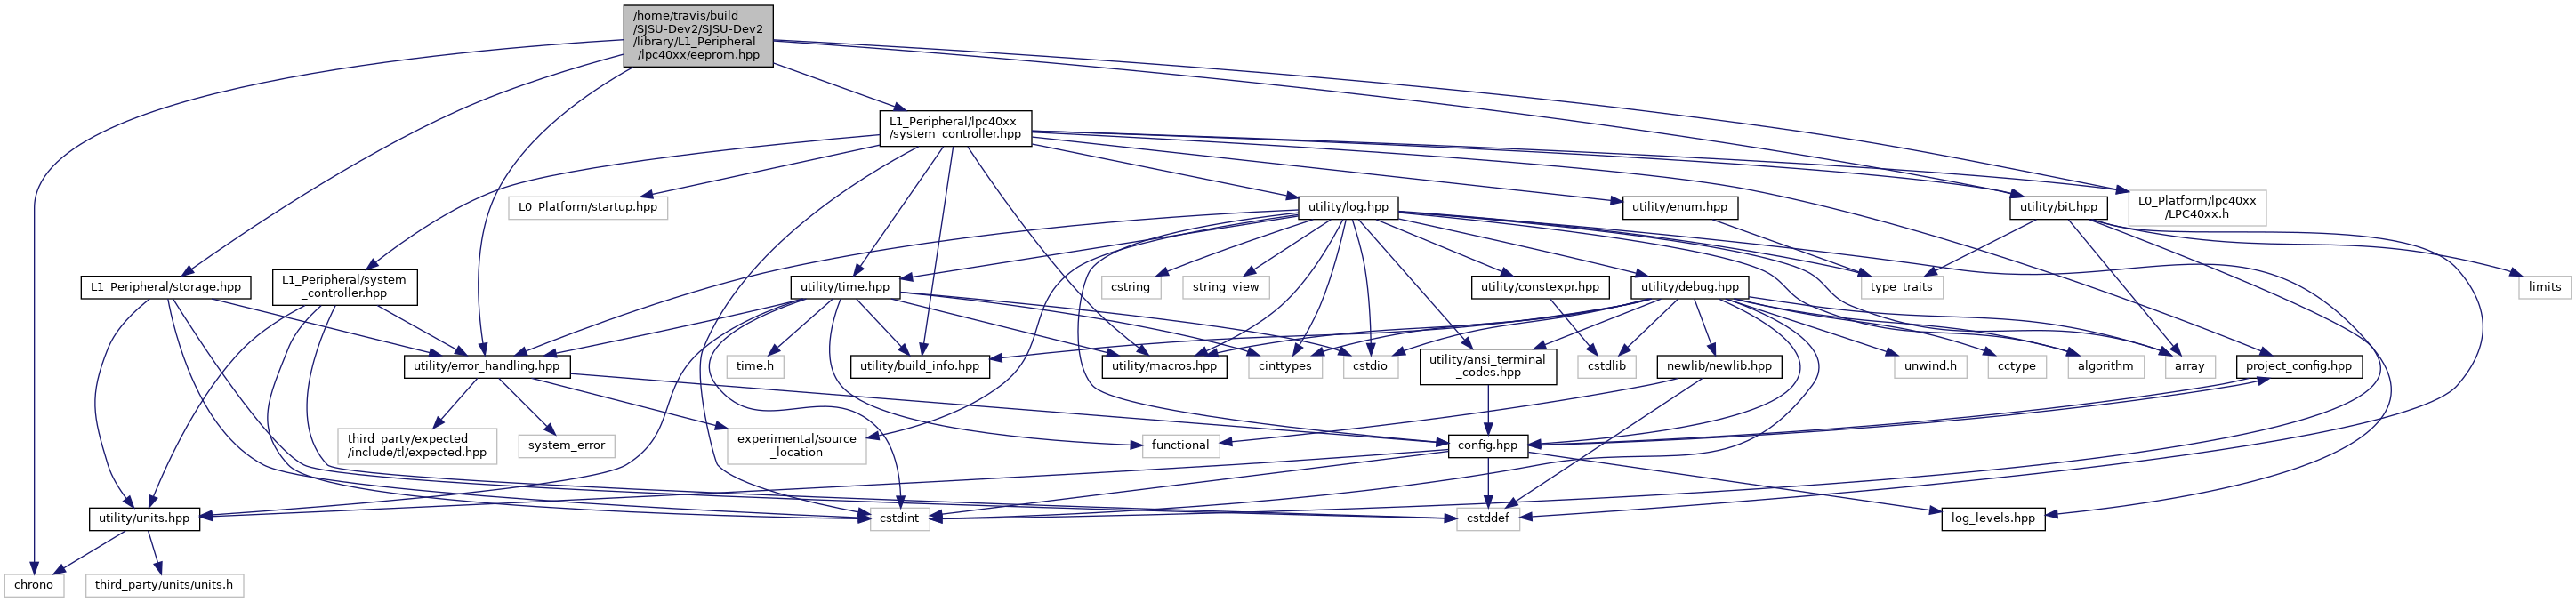 /home/travis/build
/SJSU-Dev2/SJSU-Dev2
/library/L1_Peripheral
/lpc40xx/eeprom.hpp
L1_Peripheral/lpc40xx
/system_controller.hpp
L0_Platform/startup.hpp
utility/log.hpp
utility/enum.hpp
utility/bit.hpp
L0_Platform/lpc40xx
/LPC40xx.h
L1_Peripheral/storage.hpp
L1_Peripheral/system
_controller.hpp
utility/time.hpp
cstring
string_view
utility/constexpr.hpp
utility/debug.hpp
type_traits
limits
utility/error_handling.hpp
time.h
utility/build_info.hpp
utility/macros.hpp
cinttypes
cstdio
utility/ansi_terminal
_codes.hpp
cstdlib
newlib/newlib.hpp
unwind.h
cctype
algorithm
array
project_config.hpp
third_party/expected
/include/tl/expected.hpp
system_error
experimental/source
_location
functional
config.hpp
utility/units.hpp
cstdint
cstddef
log_levels.hpp
chrono
third_party/units/units.h